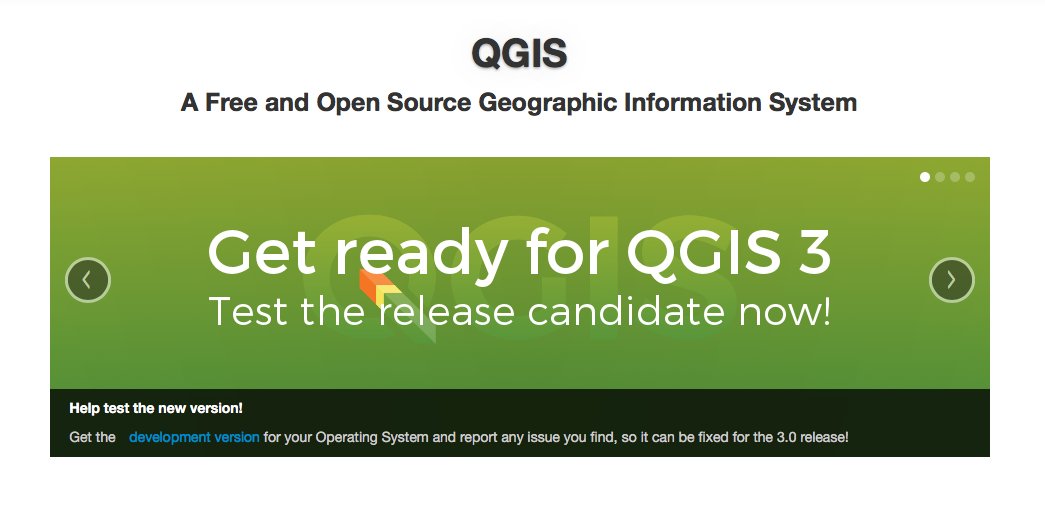 QGIS
A Free and Open Source Geographic Information System
QGIS
Get ready for QGIS 3
Test the release candidate now!
Help test the new version!
Get the development version for your Operating System and report any issue you find, so it can be fixed for the 3.0 release!